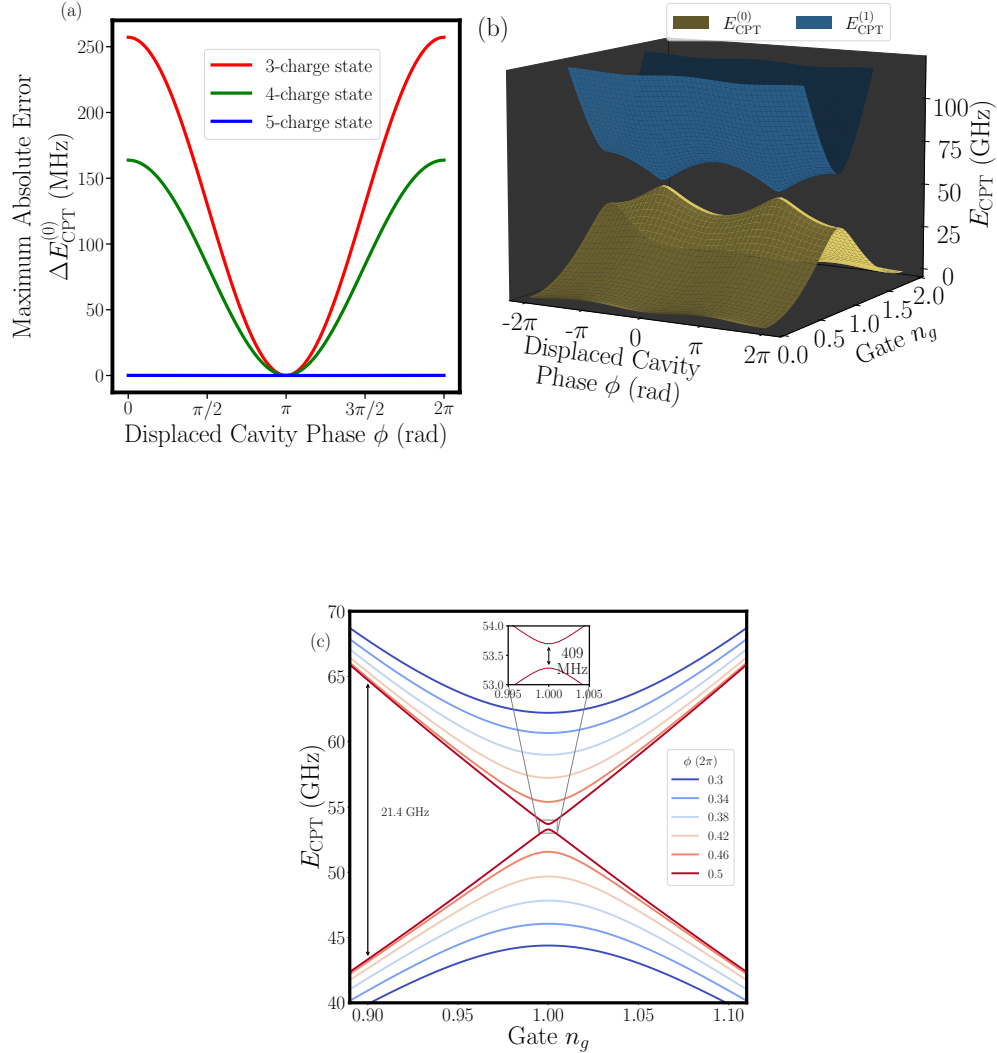 (a)
Maximum Absolute Error
ΔE_CPT^(0) (MHz)
250
200
150
100
50
0
3-charge state
4-charge state
5-charge state
0
π/2
π
3π/2
2π
Displaced Cavity Phase ϕ (rad)
(b)
E_CPT^(0)
E_CPT^(1)
100
75
50
25
0
E_CPT (GHz)
-2π
-π
0
π
2π
Displaced Cavity
Phase ϕ (rad)
0.0
0.5
1.0
1.5
2.0
Gate n_g
(c)
E_CPT (GHz)
70
65
60
55
50
45
40
54.0
53.5
53.0
409
MHz
0.995
1.000
1.005
21.4 GHz
ϕ (2π)
0.3
0.34
0.38
0.42
0.46
0.5
0.90
0.95
1.00
1.05
1.10
Gate n_g